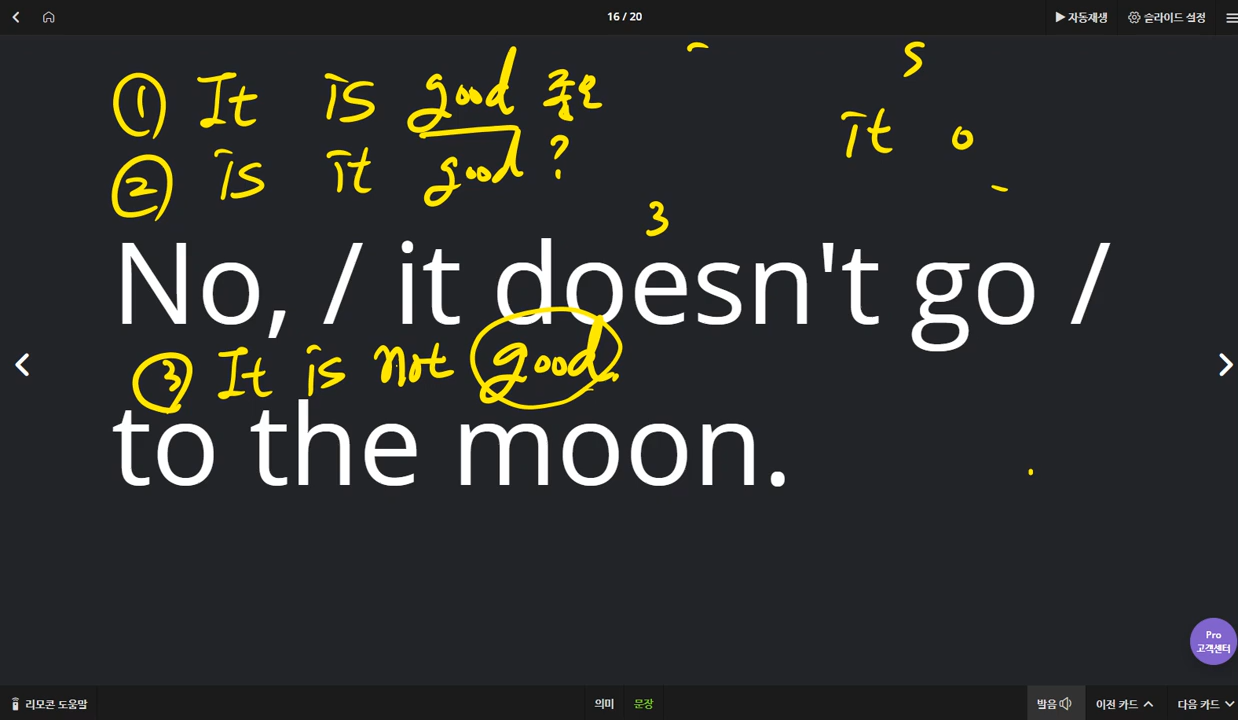 16 / 20
자동재생
슬라이드 설정
① It is good
② is it good ?
s
it o
3
No, / it doesn't go /
③ It is not good.
to the moon.
Pro
고객센터
리모콘 도움말
의미
문장
발음
이전 카드
다음 카드